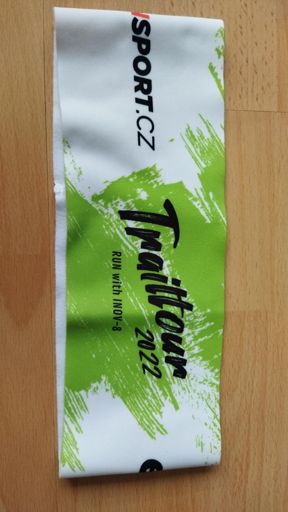 SPORT.CZ
Trailtour
2022
RUN with INOV-8